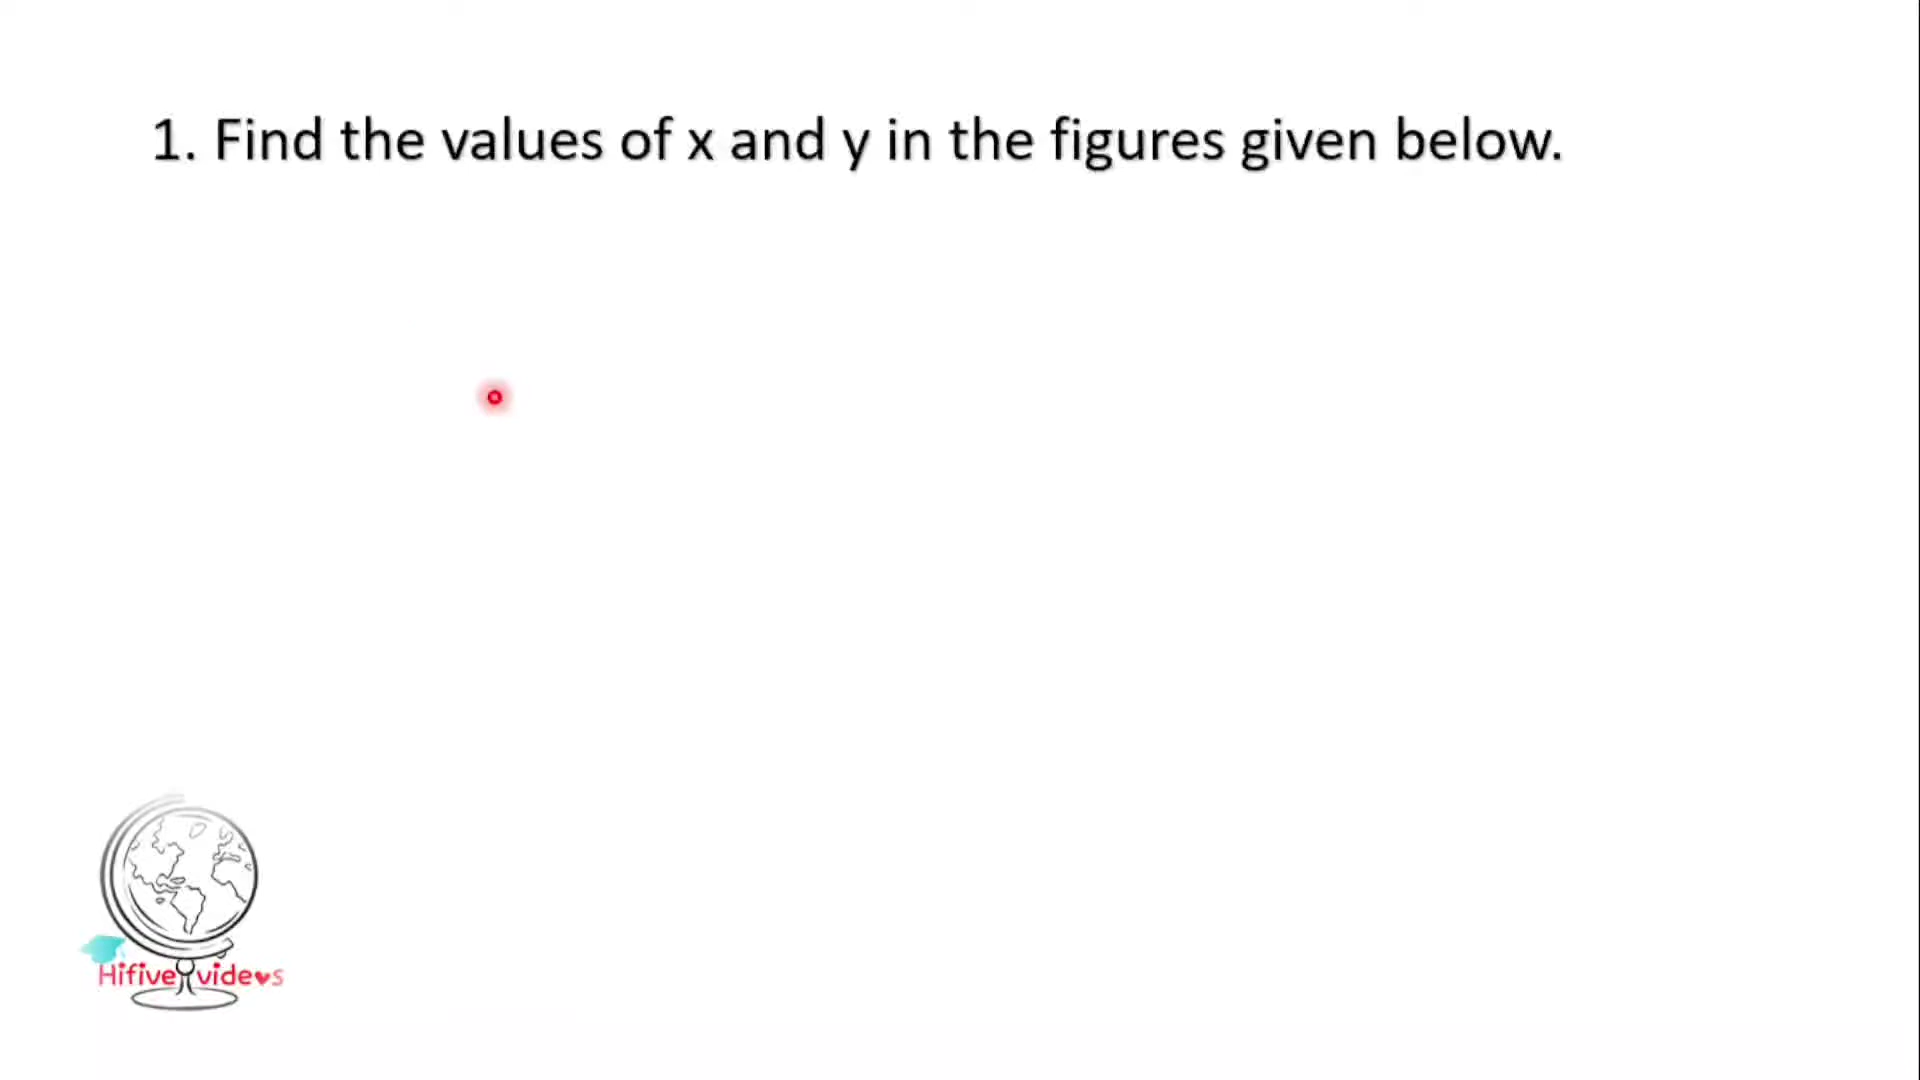 1. Find the values of x and y in the figures given below.
Hifive videos